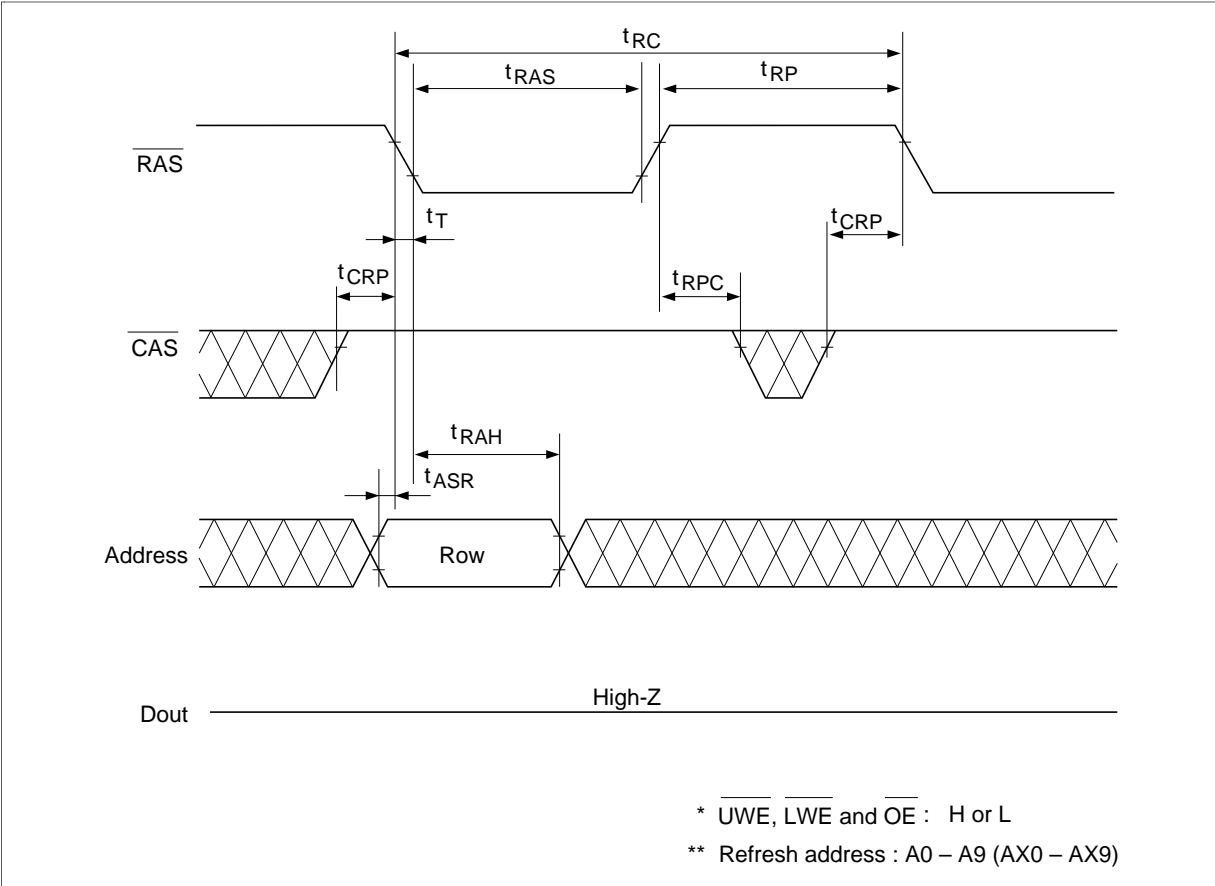 tRC
tRAS
tRP
RAS
tT
tCRP
tCRP
tRPC
CAS
tRAH
tASR
Address
Row
High-Z
Dout
* UWE, LWE and OE : H or L
** Refresh address : A0 – A9 (AX0 – AX9)